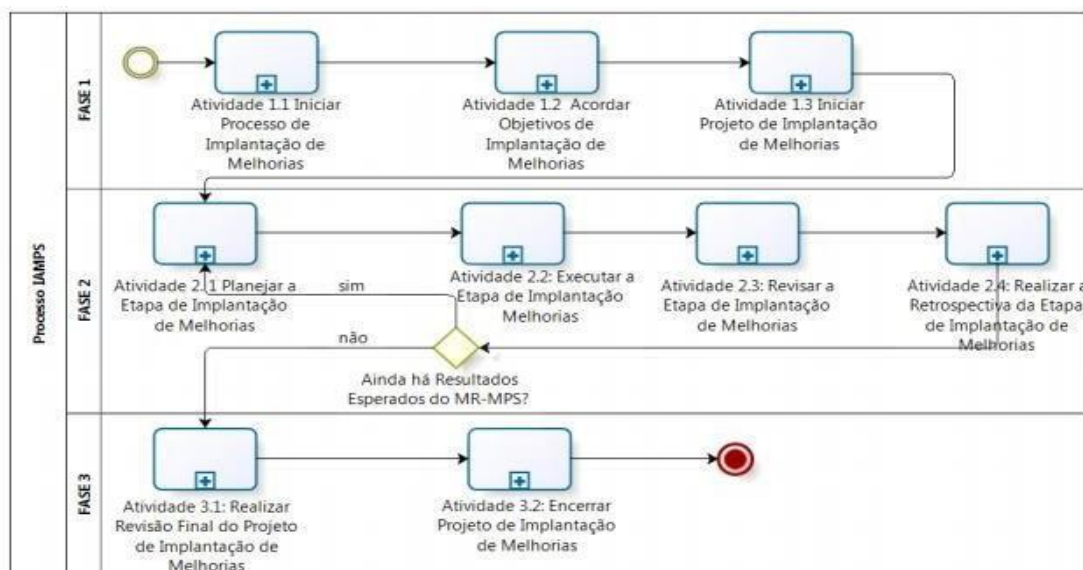 Processo IAMPS
FASE 1
Atividade 1.1 Iniciar
Processo de
Implantação de
Melhorias
Atividade 1.2 Acordar
Objetivos de
Implantação de
Melhorias
Atividade 1.3 Iniciar
Projeto de Implantação
de Melhorias
FASE 2
Atividade 2.1 Planejar a
Etapa de Implantação
de Melhorias
Atividade 2.2: Executar a
Etapa de Implantação
Melhorias
Atividade 2.3: Revisar a
Etapa de Implantação
de Melhorias
Atividade 2.4: Realizar a
Retrospectiva da Etapa
de Implantação de
Melhorias
sim
não
Ainda há Resultados
Esperados do MR-MPS?
FASE 3
Atividade 3.1: Realizar
Revisão Final do Projeto
de Implantação de
Melhorias
Atividade 3.2: Encerrar
Projeto de Implantação
de Melhorias